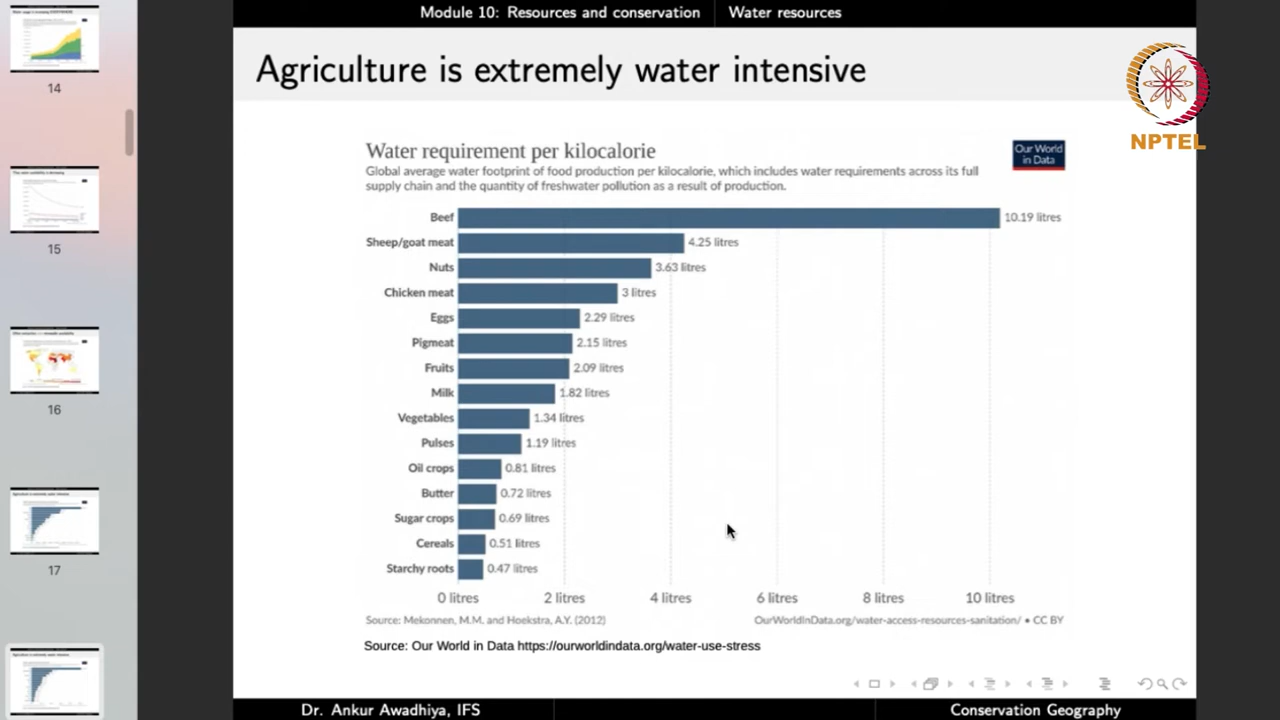 Module 10: Resources and conservation
Water resources
Agriculture is extremely water intensive
NPTEL
Water requirement per kilocalorie
Our World
in Data
Global average water footprint of food production per kilocalorie, which includes water requirements across its full
supply chain and the quantity of freshwater pollution as a result of production.
Beef 10.19 litres
Sheep/goat meat 4.25 litres
Nuts 3.63 litres
Chicken meat 3 litres
Eggs 2.29 litres
Pigmeat 2.15 litres
Fruits 2.09 litres
Milk 1.82 litres
Vegetables 1.34 litres
Pulses 1.19 litres
Oil crops 0.81 litres
Butter 0.72 litres
Sugar crops 0.69 litres
Cereals 0.51 litres
Starchy roots 0.47 litres
0 litres 2 litres 4 litres 6 litres 8 litres 10 litres
Source: Mekonnen, M.M. and Hoekstra, A.Y. (2012)
OurWorldInData.org/water-access-resources-sanitation/ • CC BY
Source: Our World in Data https://ourworldindata.org/water-use-stress
Dr. Ankur Awadhiya, IFS
Conservation Geography
14
15
16
17